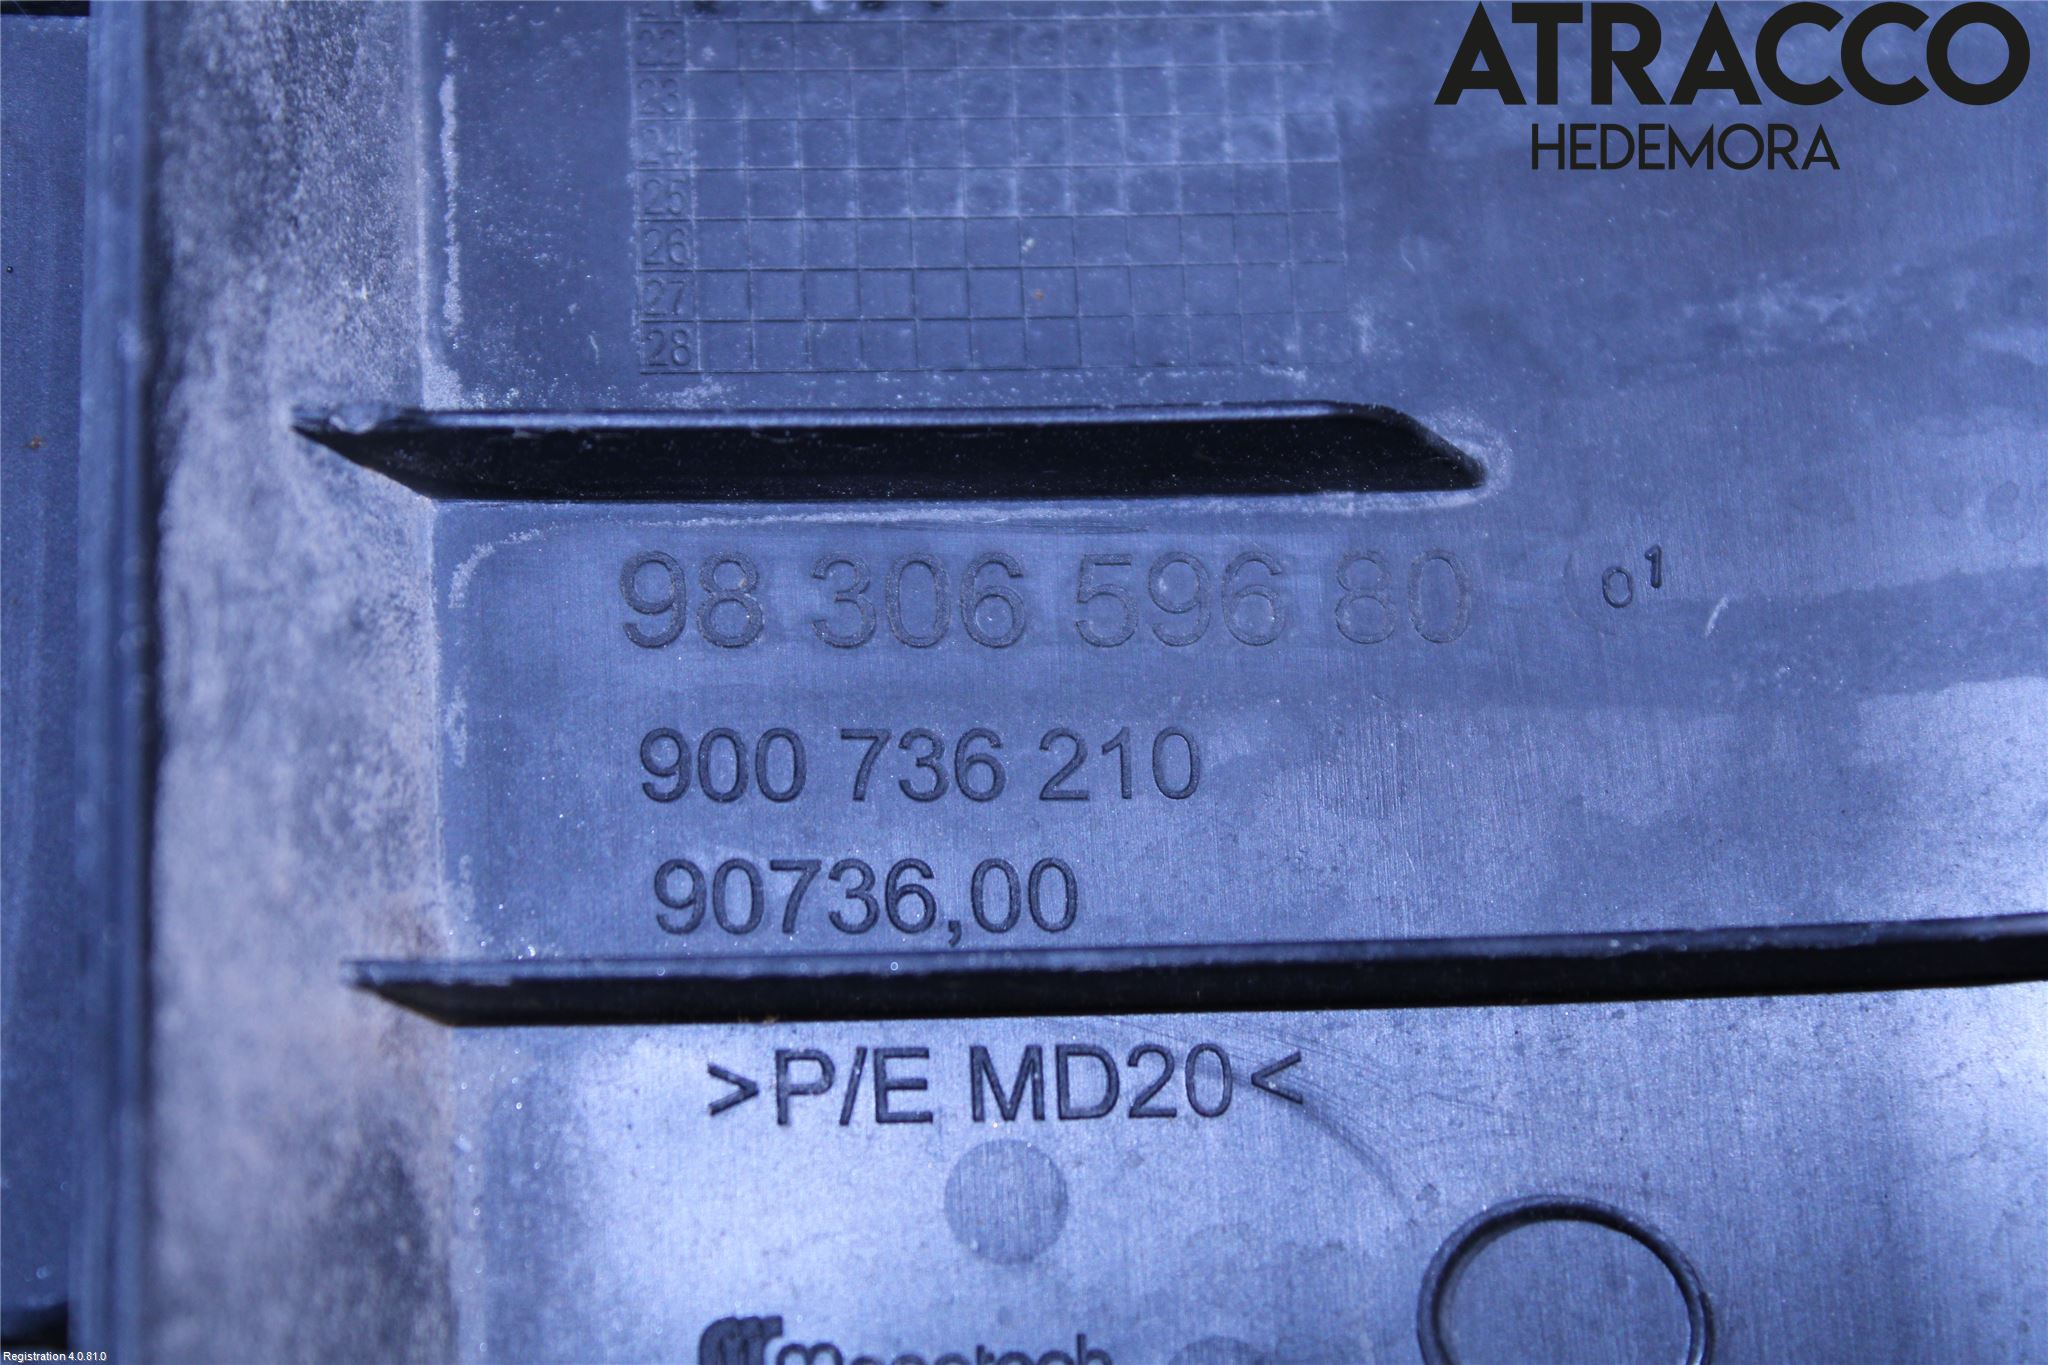 ATRACCO
HEDEMORA
22
23
24
25
26
27
28
98 306 596 80 01
900 736 210
90736,00
>P/E MD20<
Registration 4.0.81.0